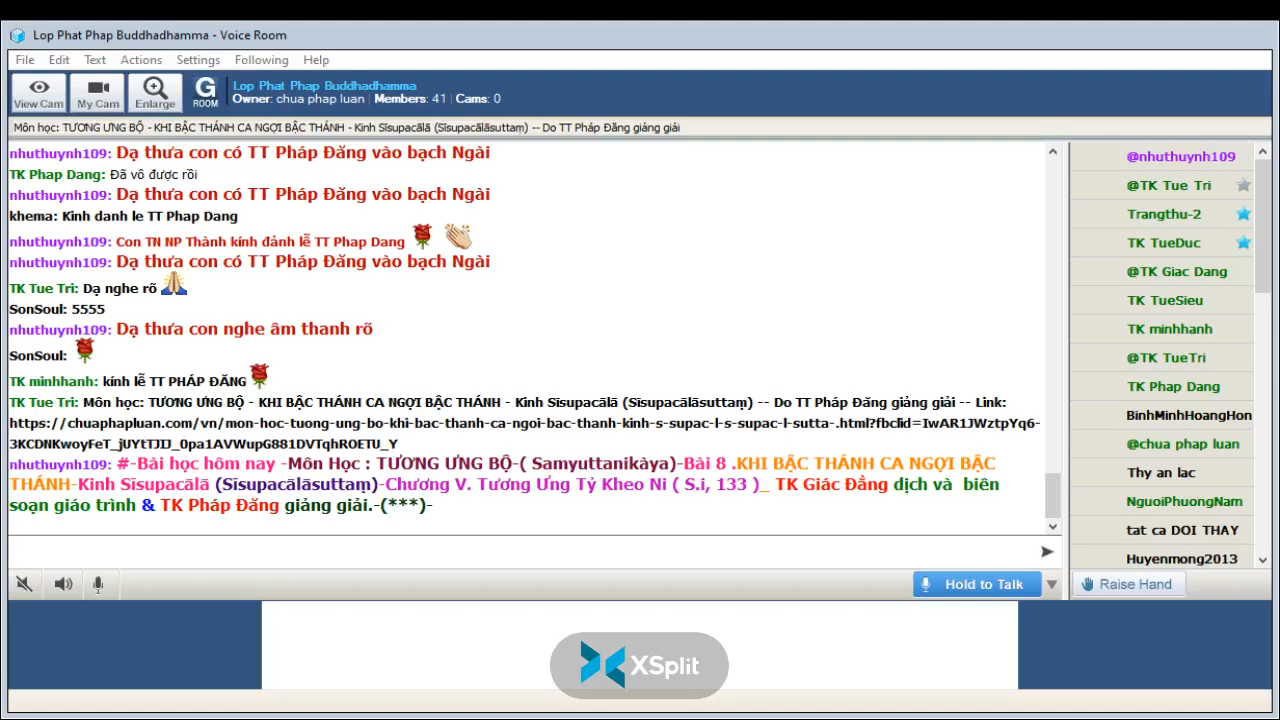 Lop Phat Phap Buddhadhamma - Voice Room
File Edit Text Actions Settings Following Help
View Cam My Cam Enlarge G ROOM
Lop Phat Phap Buddhadhamma
Owner: chua phap luan | Members: 41 | Cams: 0
Môn học: TƯƠNG ƯNG BỘ - KHI BẬC THÁNH CA NGỢI BẬC THÁNH - Kinh Sīsupacālā (Sīsupacālāsuttaṃ) -- Do TT Pháp Đăng giảng giải
nhuthuynh109: Dạ thưa con có TT Pháp Đăng vào bạch Ngài
TK Phap Dang: Đã vô được rồi
nhuthuynh109: Dạ thưa con có TT Pháp Đăng vào bạch Ngài
khema: Kinh danh le TT Phap Dang
nhuthuynh109: Con TN NP Thành kính đảnh lễ TT Phap Dang
nhuthuynh109: Dạ thưa con có TT Pháp Đăng vào bạch Ngài
TK Tue Tri: Dạ nghe rõ
SonSoul: 5555
nhuthuynh109: Dạ thưa con nghe âm thanh rõ
SonSoul:
TK minhhanh: kính lễ TT PHÁP ĐĂNG
TK Tue Tri: Môn học: TƯƠNG ƯNG BỘ - KHI BẬC THÁNH CA NGỢI BẬC THÁNH - Kinh Sīsupacālā (Sīsupacālāsuttaṃ) -- Do TT Pháp Đăng giảng giải -- Link:
https://chuaphapluan.com/vn/mon-hoc-tuong-ung-bo-khi-bac-thanh-ca-ngoi-bac-thanh-kinh-s-supac-l-s-supac-l-sutta-.html?fbclid=IwAR1JWztpYq6-
3KCDNKwoyFeT_jUYtTJIJ_0pa1AVWupG881DVTqhROETU_Y
nhuthuynh109: #-Bài học hôm nay -Môn Học : TƯƠNG ƯNG BỘ-( Samyuttanikàya)-Bài 8 .KHI BẬC THÁNH CA NGỢI BẬC
THÁNH-Kinh Sīsupacālā (Sīsupacālāsuttaṃ)-Chương V. Tương Ưng Tỷ Kheo Ni ( S.i, 133 )_ TK Giác Đẳng dịch và biên
soạn giáo trình & TK Pháp Đăng giảng giải.-(***)-
@nhuthuynh109
@TK Tue Tri
Trangthu-2
TK TueDuc
@TK Giac Dang
TK TueSieu
TK minhhanh
@TK TueTri
TK Phap Dang
BinhMinhHoangHon
@chua phap luan
Thy an lac
NguoiPhuongNam
tat ca DOI THAY
Huyenmong2013
Hold to Talk
Raise Hand
XSplit